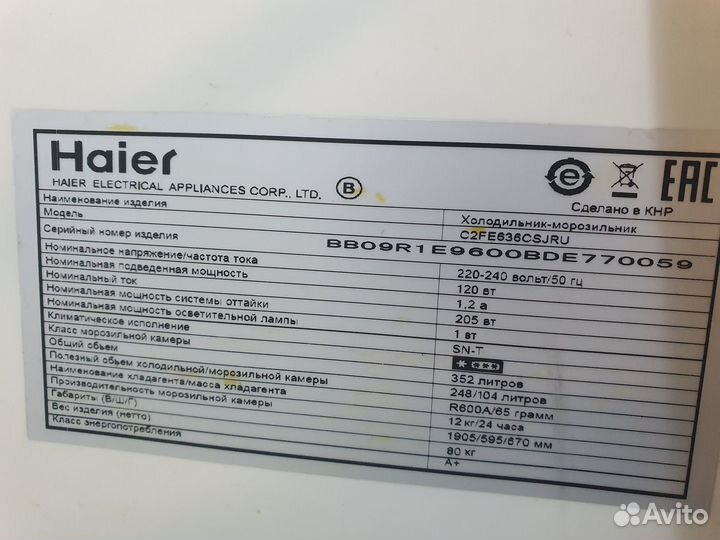 Haier
HAIER ELECTRICAL APPLIANCES CORP., LTD. B
EAC
Сделано в КНР
Наименование изделия Холодильник-морозильник
Модель C2FE636CSJRU
Серийный номер изделия BB09R1E9600BDE770059
Номинальное напряжение/частота тока 220-240 вольт/50 гц
Номинальная подведенная мощность 120 вт
Номинальный ток 1,2 а
Номинальная мощность системы оттайки 205 вт
Номинальная мощность осветительной лампы 1 вт
Климатическое исполнение SN-T
Класс морозильной камеры
Общий объем 352 литров
Полезный объем холодильной/морозильной камеры 248/104 литров
Наименование хладагента/масса хладагента R600A/65 грамм
Производительность морозильной камеры 12 кг/24 часа
Габариты (В/Ш/Г) 1905/595/670 мм
Вес изделия (нетто) 80 кг
Класс энергопотребления A+
Avito